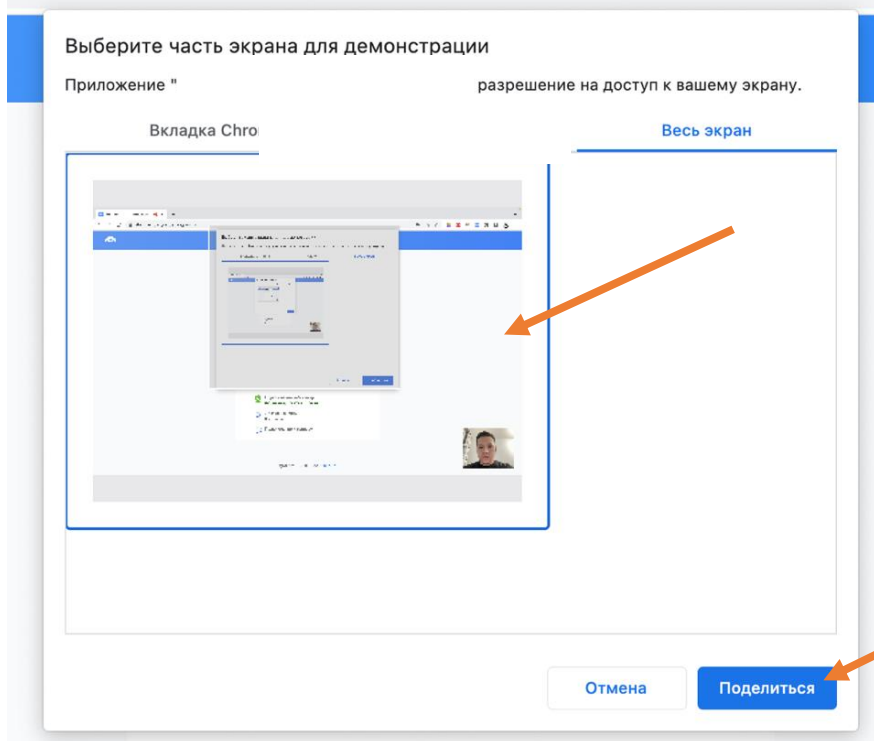 Выберите часть экрана для демонстрации
Приложение " разрешение на доступ к вашему экрану.
Вкладка Chro Весь экран
Отмена Поделиться